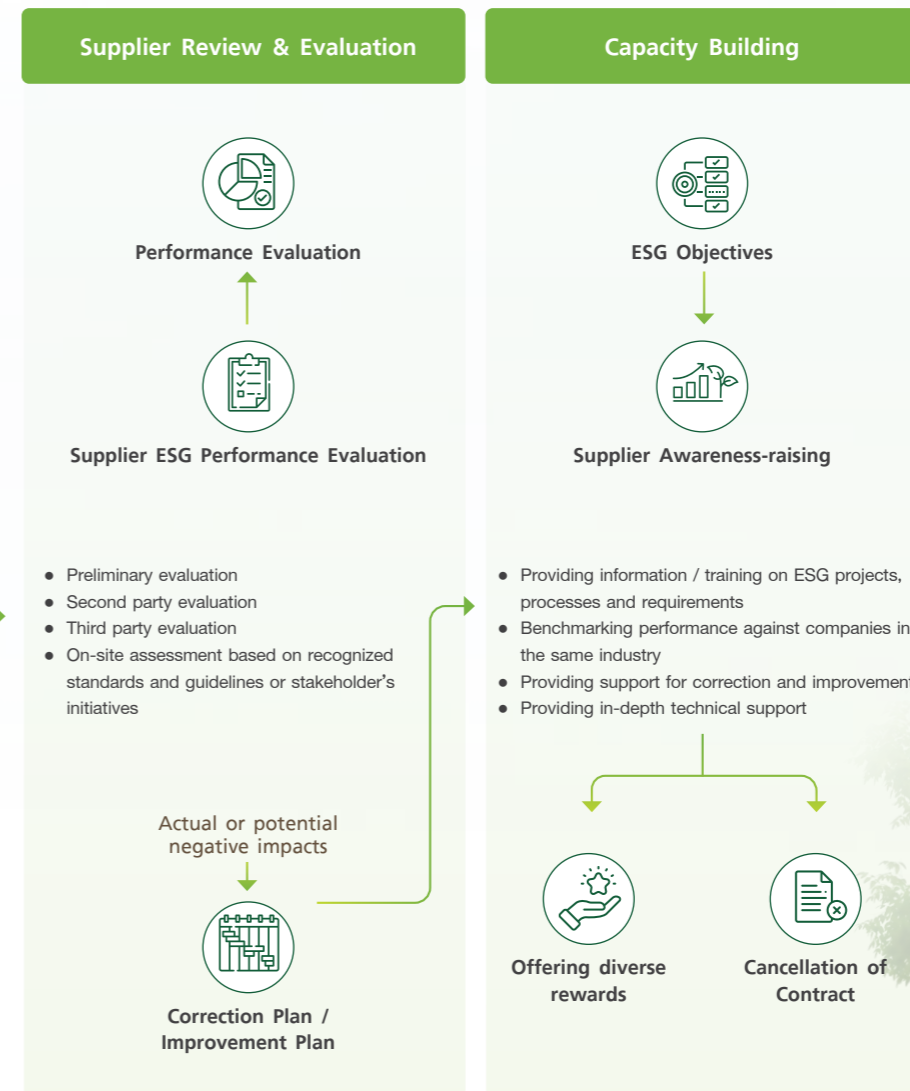 Supplier Review & Evaluation
Performance Evaluation
Supplier ESG Performance Evaluation
● Preliminary evaluation
● Second party evaluation
● Third party evaluation
● On-site assessment based on recognized
standards and guidelines or stakeholder's
initiatives
Actual or potential
negative impacts
Correction Plan /
Improvement Plan
Capacity Building
ESG Objectives
Supplier Awareness-raising
● Providing information / training on ESG projects,
processes and requirements
● Benchmarking performance against companies in
the same industry
● Providing support for correction and improvement
● Providing in-depth technical support
Offering diverse
rewards
Cancellation of
Contract